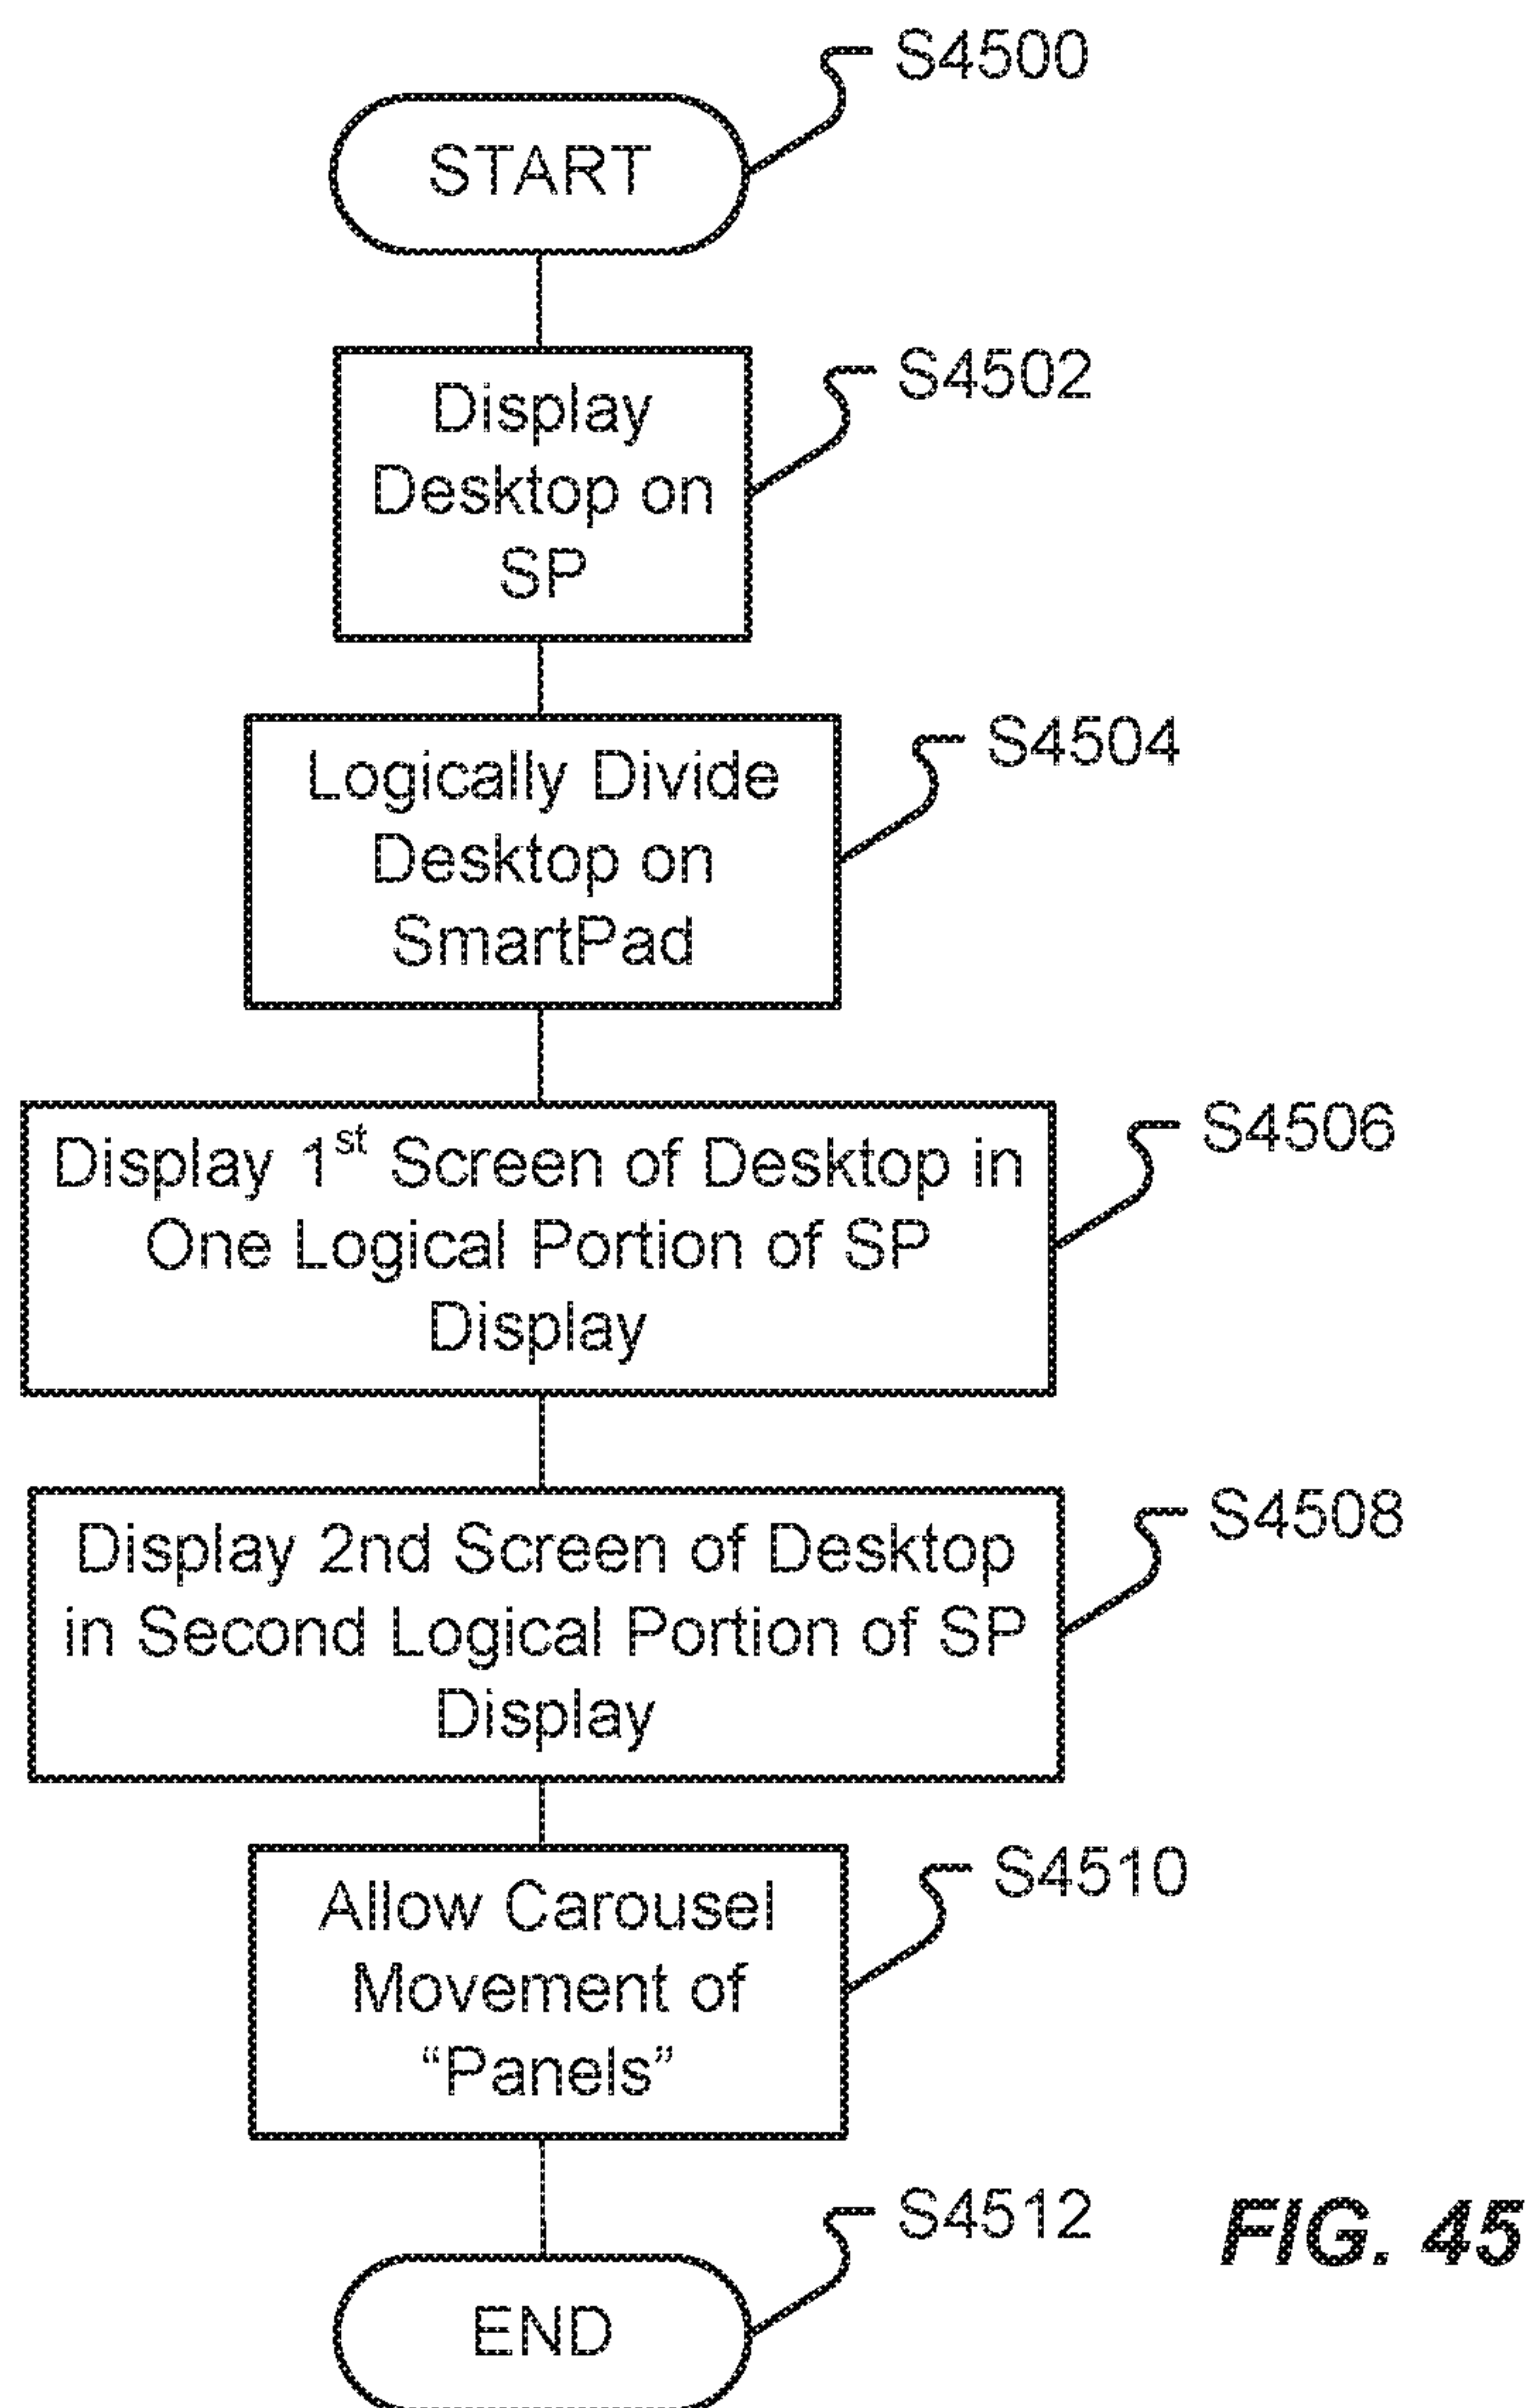 S4500
START
S4502
Display
Desktop on
SP
S4504
Logically Divide
Desktop on
SmartPad
S4506
Display 1st Screen of Desktop in
One Logical Portion of SP
Display
S4508
Display 2nd Screen of Desktop
in Second Logical Portion of SP
Display
S4510
Allow Carousel
Movement of
“Panels”
S4512
END
FIG. 45